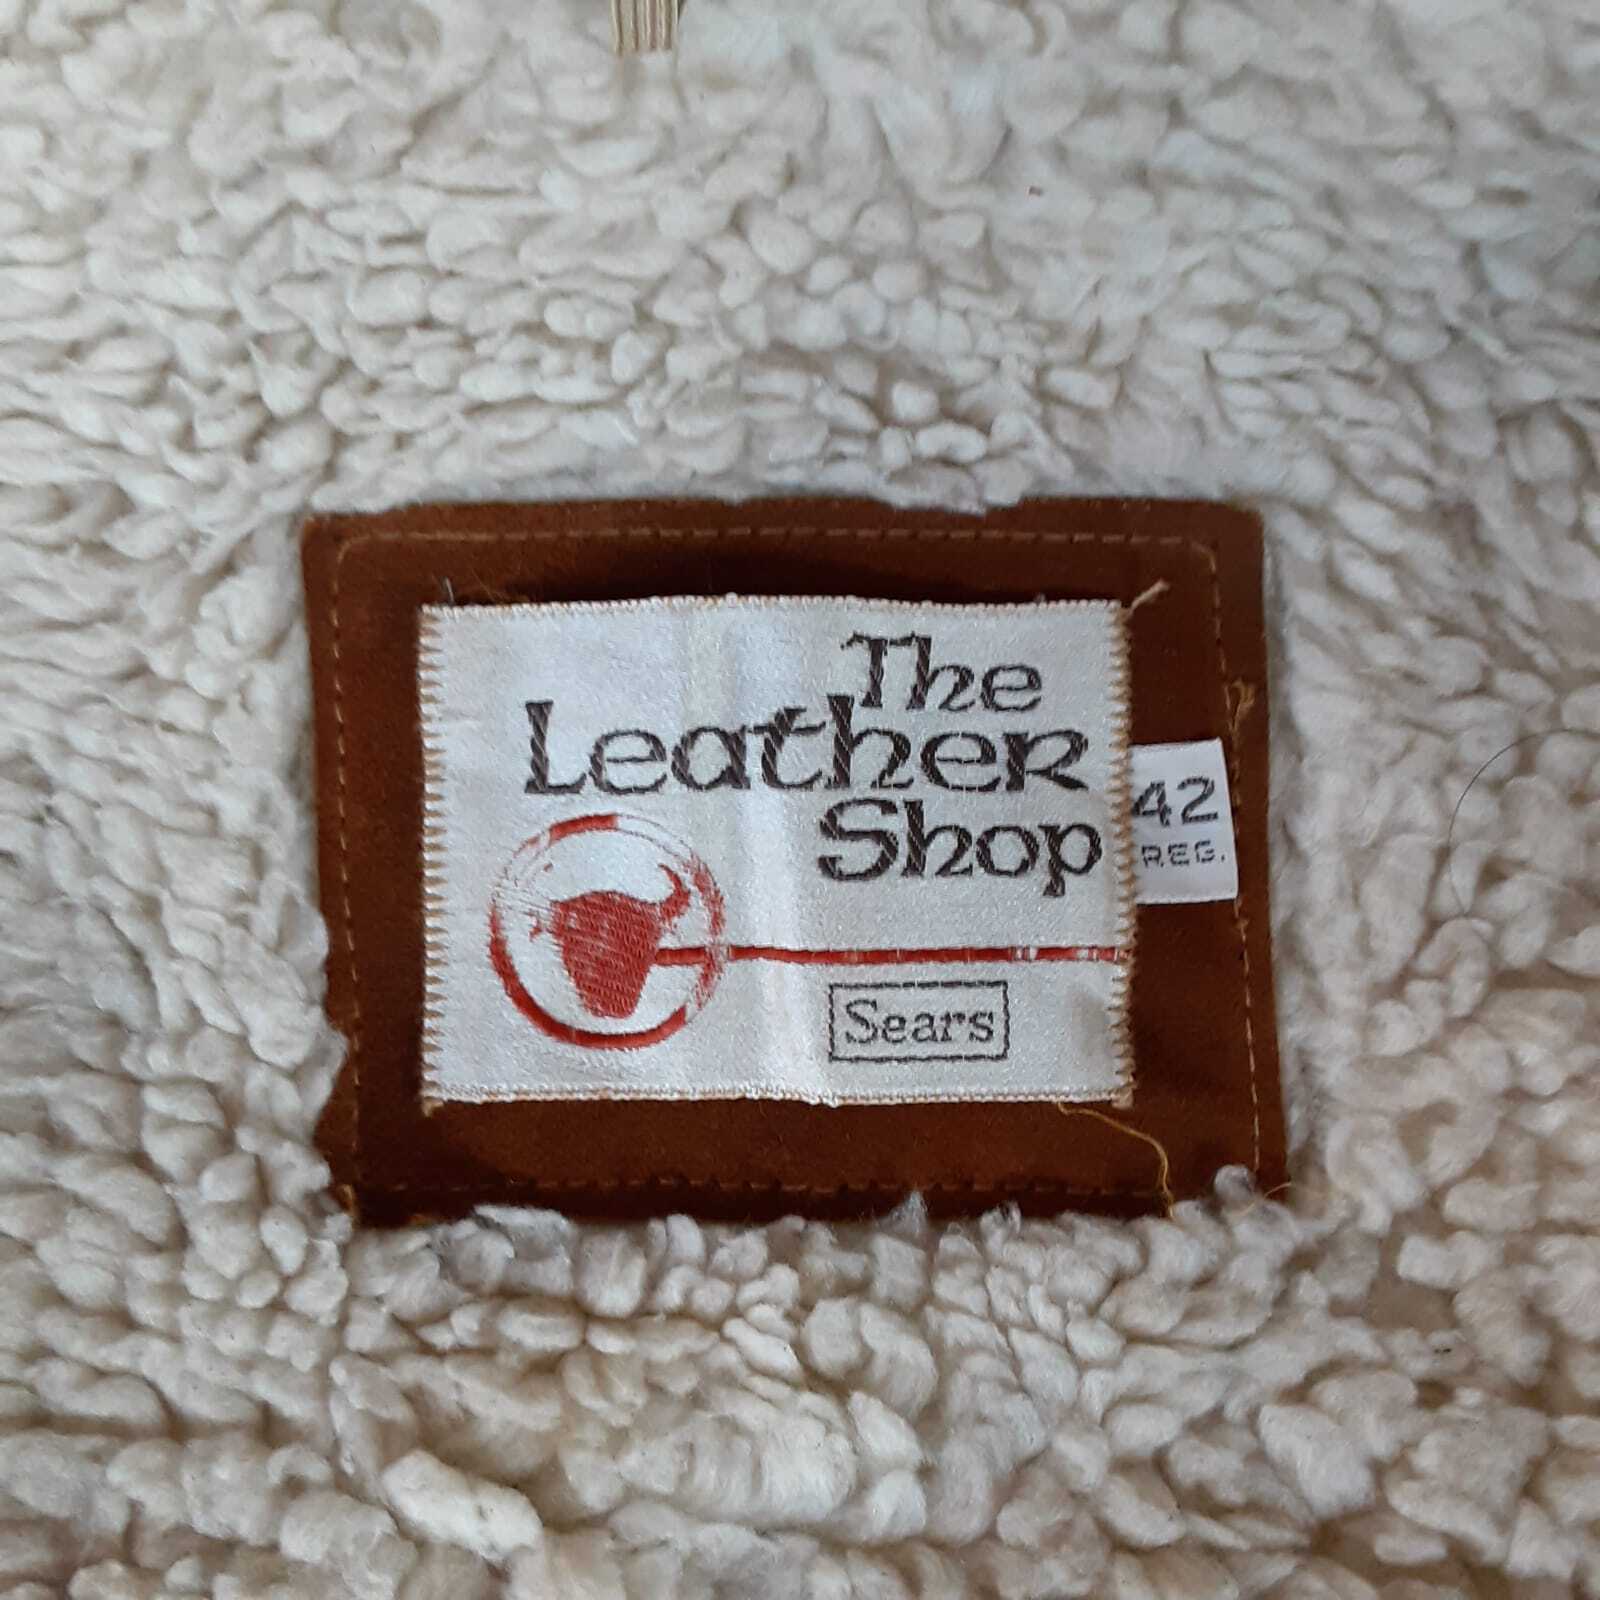 The
Leather
Shop
Sears
42
REG.